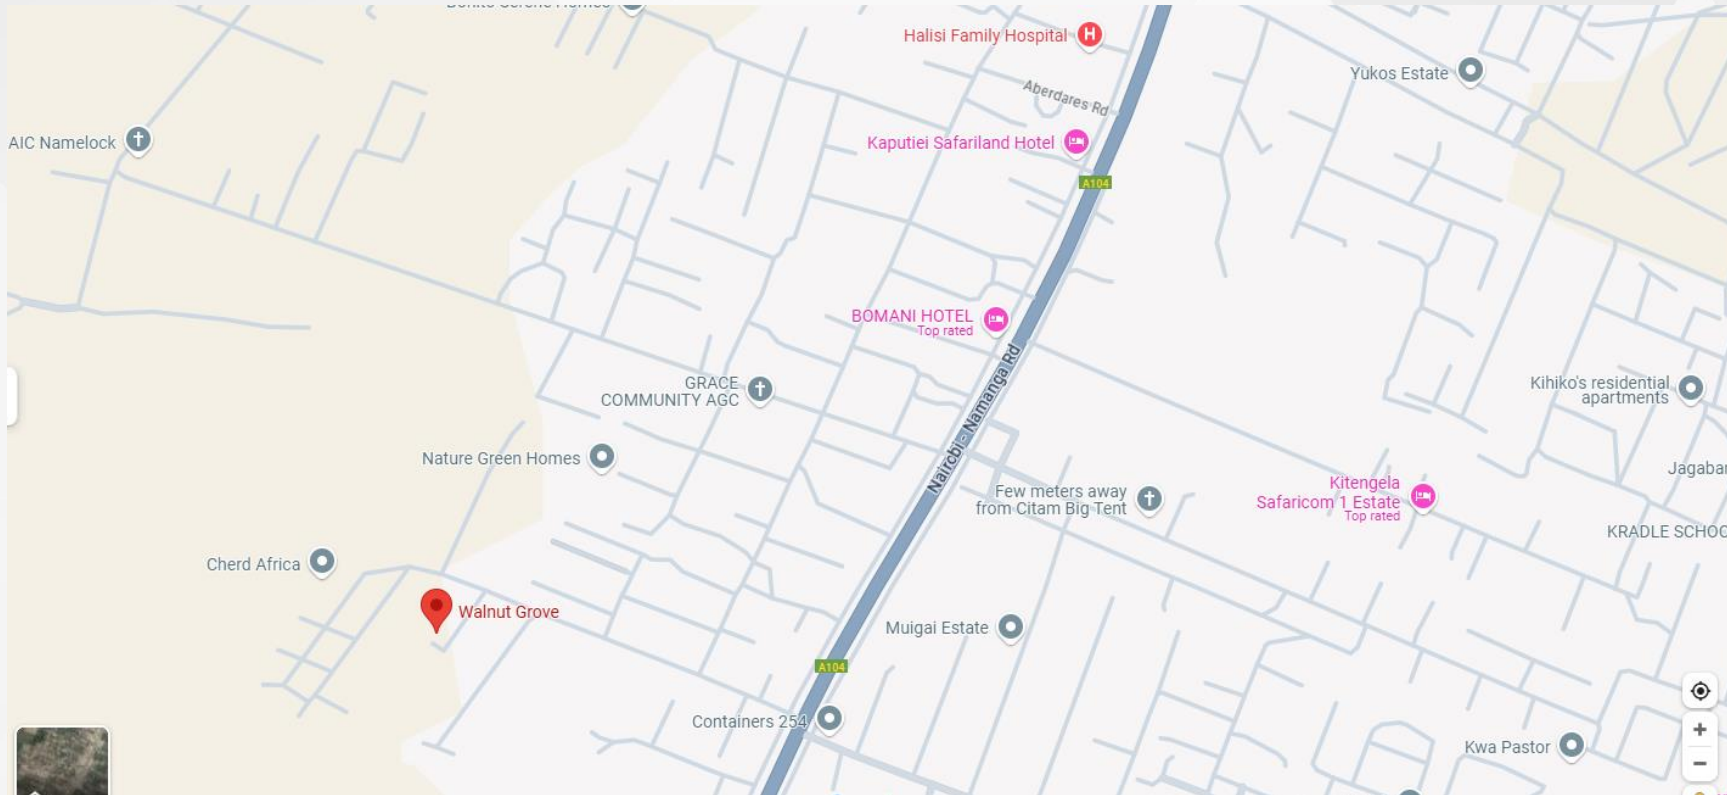 Halisi Family Hospital
H
Yukos Estate
Aberdares Rd
AIC Namelock
Kaputiei Safariland Hotel
A104
BOMANI HOTEL
Top rated
Nairobi - Namanga Rd
GRACE
COMMUNITY AGC
Kihiko's residential
apartments
Nature Green Homes
Jagabar
Kitengela
Safaricom 1 Estate
Top rated
Few meters away
from Citam Big Tent
KRADLE SCHOO
Cherd Africa
Walnut Grove
Muigai Estate
A104
Containers 254
Kwa Pastor